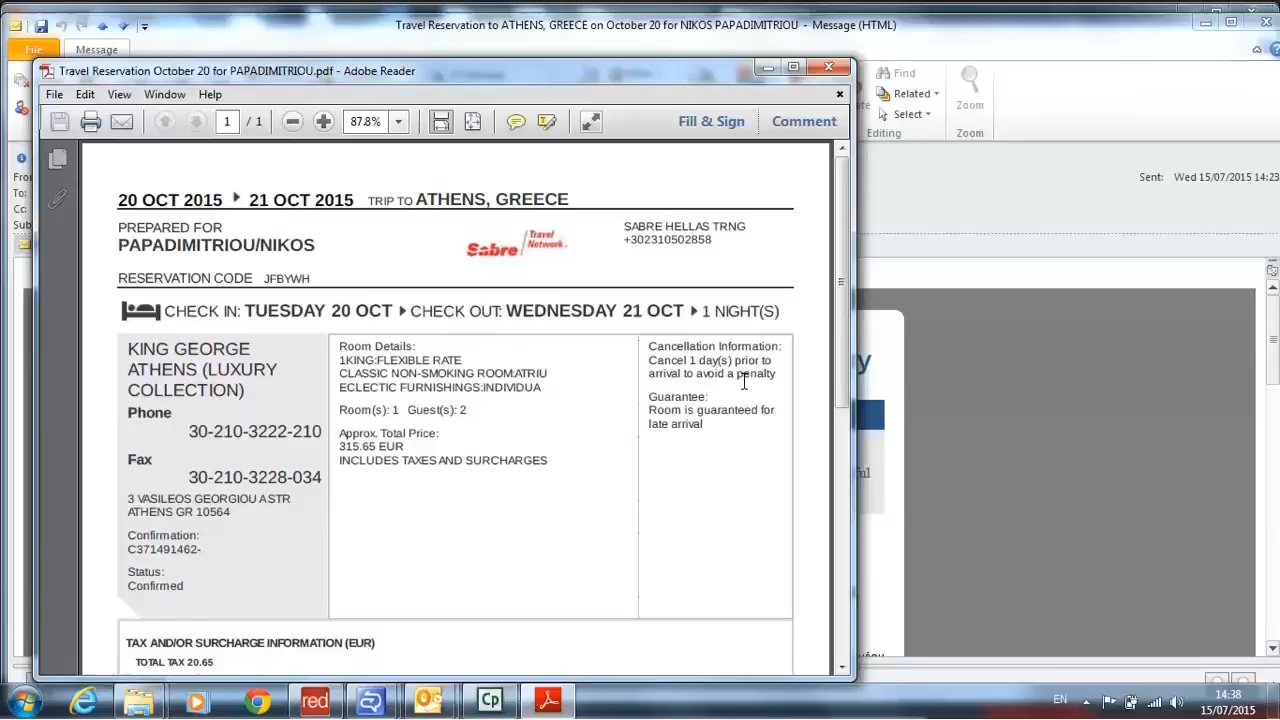 Travel Reservation to ATHENS, GREECE on October 20 for NIKOS PAPADIMITRIOU - Message (HTML)
File Message
Travel Reservation October 20 for PAPADIMITRIOU.pdf - Adobe Reader
File Edit View Window Help
1 / 1 87.8% Fill & Sign Comment
Find
Related
Select
Editing
Zoom
Zoom
From
To:
Cc:
Sub
Sent: Wed 15/07/2015 14:23
20 OCT 2015 21 OCT 2015 TRIP TO ATHENS, GREECE
PREPARED FOR
PAPADIMITRIOU/NIKOS
Sabre Travel Network
SABRE HELLAS TRNG
+302310502858
RESERVATION CODE JFBYWH
CHECK IN: TUESDAY 20 OCT CHECK OUT: WEDNESDAY 21 OCT 1 NIGHT(S)
KING GEORGE
ATHENS (LUXURY
COLLECTION)
Phone
30-210-3222-210
Fax
30-210-3228-034
3 VASILEOS GEORGIOU A STR
ATHENS GR 10564
Confirmation:
C371491462-
Status:
Confirmed
Room Details:
1KING:FLEXIBLE RATE
CLASSIC NON-SMOKING ROOM:ATRIU
ECLECTIC FURNISHINGS:INDIVIDUA
Room(s): 1 Guest(s): 2
Approx. Total Price:
315.65 EUR
INCLUDES TAXES AND SURCHARGES
Cancellation Information:
Cancel 1 day(s) prior to
arrival to avoid a penalty
Guarantee:
Room is guaranteed for
late arrival
TAX AND/OR SURCHARGE INFORMATION (EUR)
TOTAL TAX 20.65
y
ful
red
Cp
EN
14:38
15/07/2015